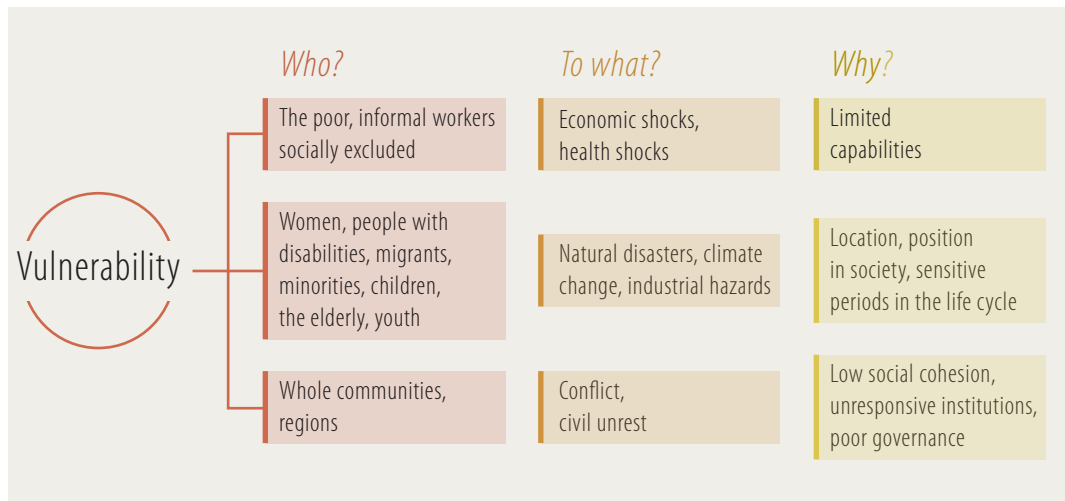 Who?
To what?
Why?
The poor, informal workers
socially excluded
Economic shocks,
health shocks
Limited
capabilities
Vulnerability
Women, people with
disabilities, migrants,
minorities, children,
the elderly, youth
Natural disasters, climate
change, industrial hazards
Location, position
in society, sensitive
periods in the life cycle
Whole communities,
regions
Conflict,
civil unrest
Low social cohesion,
unresponsive institutions,
poor governance